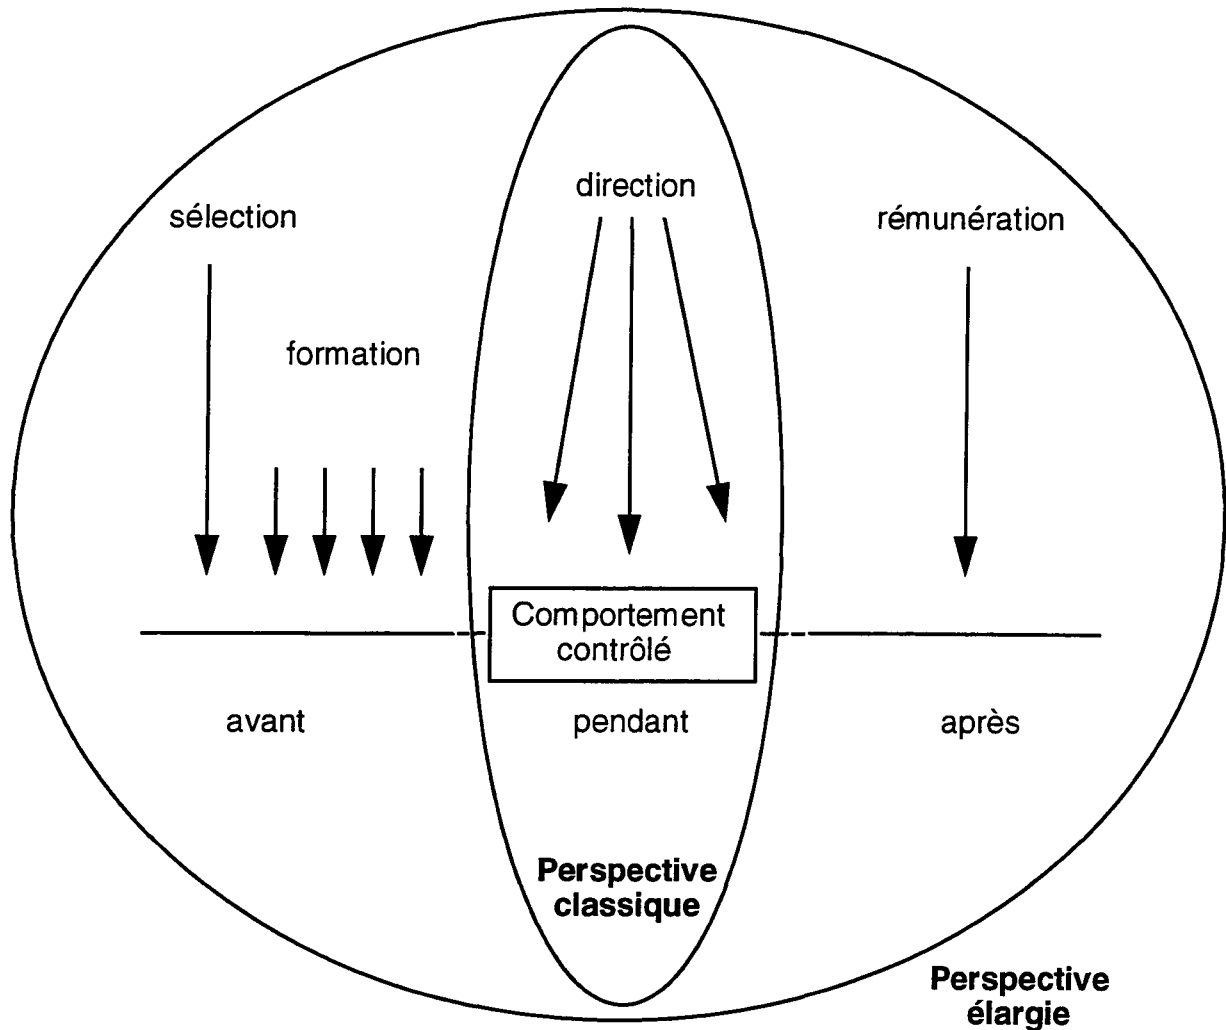 direction
sélection
rémunération
formation
Comportement
contrôlé
avant
pendant
après
Perspective
classique
Perspective
élargie